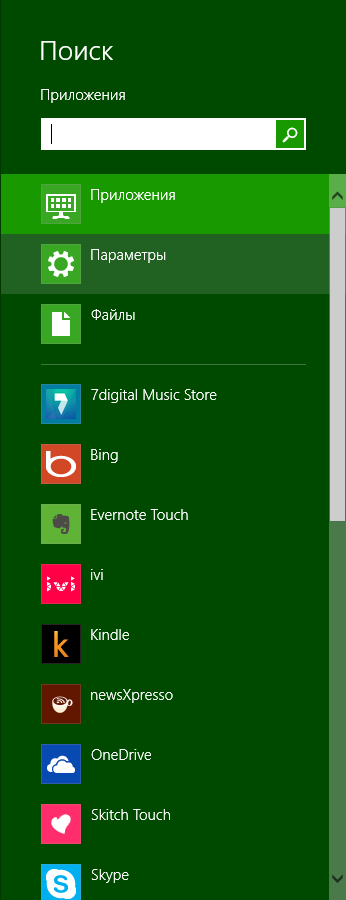 Поиск
Приложения
Приложения
Параметры
Файлы
7digital Music Store
Bing
Evernote Touch
ivi
Kindle
newsXpresso
OneDrive
Skitch Touch
Skype